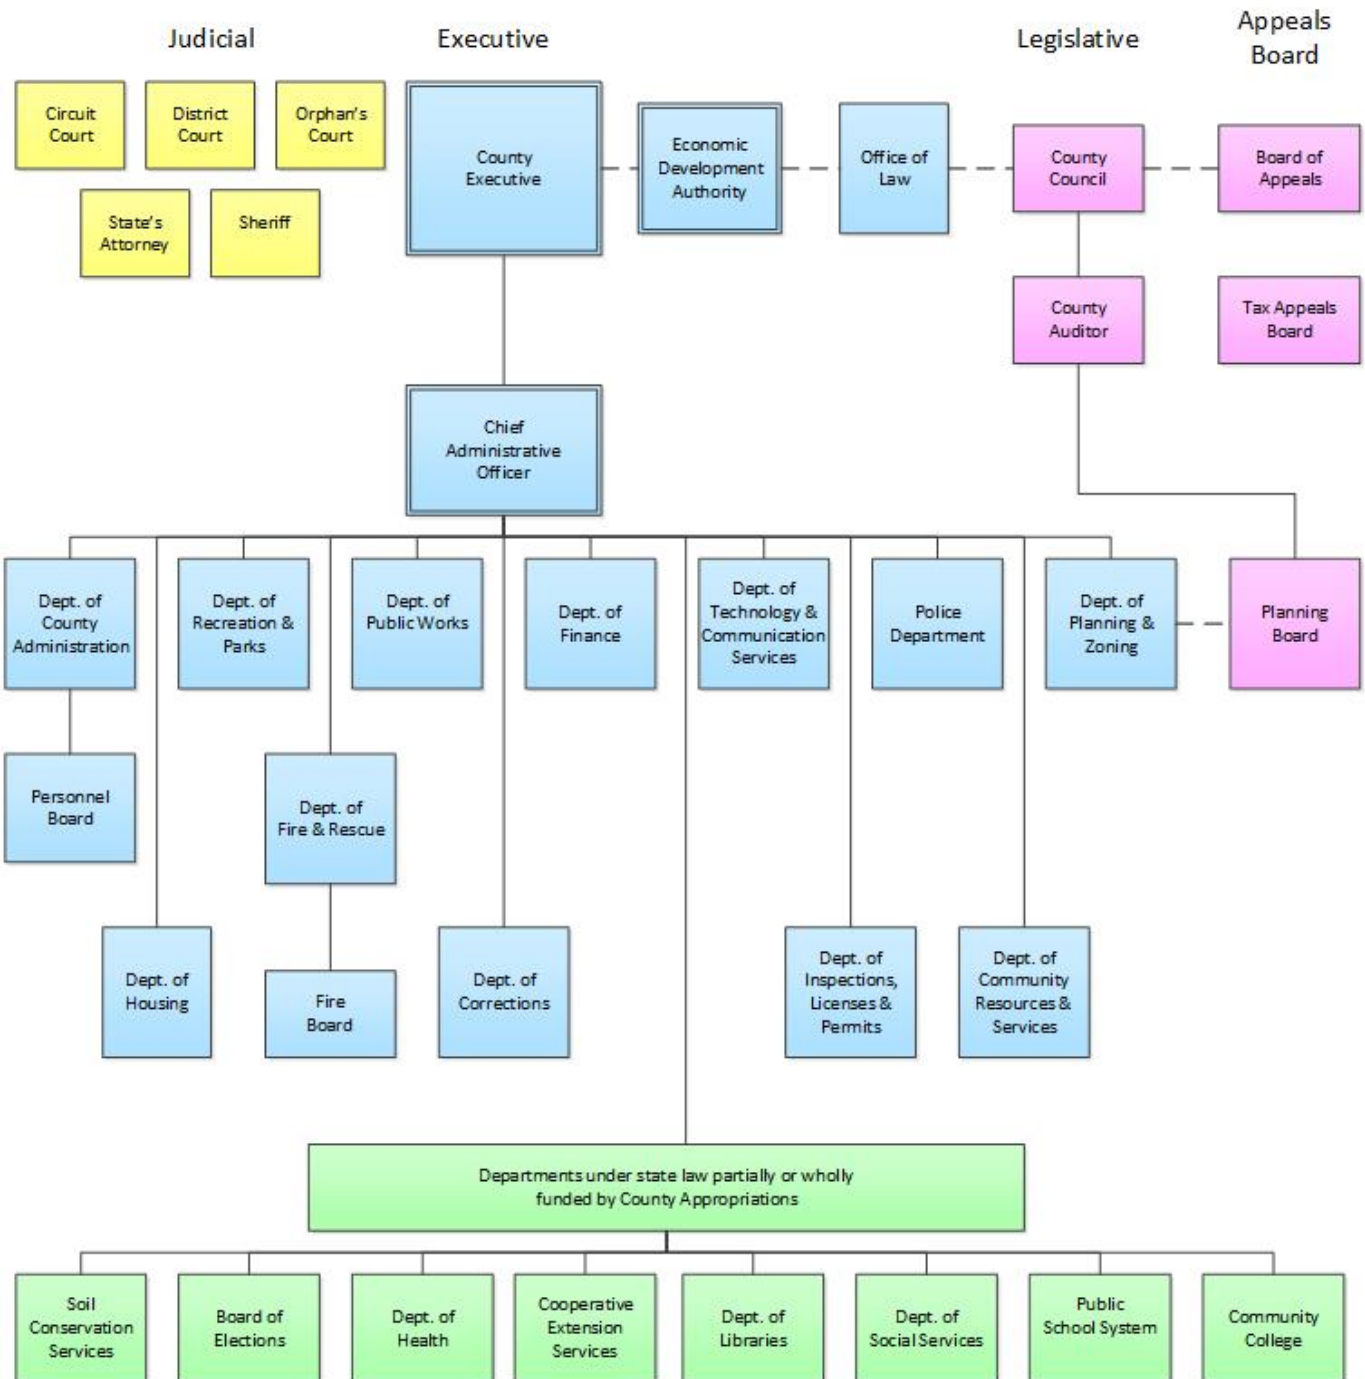 Judicial
Executive
Legislative
Appeals
Board
Circuit
Court
District
Court
Orphan's
Court
State's
Attorney
Sheriff
County
Executive
Economic
Development
Authority
Office of
Law
County
Council
Board of
Appeals
County
Auditor
Tax Appeals
Board
Chief
Administrative
Officer
Dept. of
County
Administration
Dept. of
Recreation &
Parks
Dept. of
Public Works
Dept. of
Finance
Dept. of
Technology &
Communication
Services
Police
Department
Dept. of
Planning &
Zoning
Planning
Board
Personnel
Board
Dept. of
Fire & Rescue
Dept. of
Housing
Fire
Board
Dept. of
Corrections
Dept. of
Inspections,
Licenses &
Permits
Dept. of
Community
Resources &
Services
Departments under state law partially or wholly
funded by County Appropriations
Soil
Conservation
Services
Board of
Elections
Dept. of
Health
Cooperative
Extension
Services
Dept. of
Libraries
Dept. of
Social Services
Public
School System
Community
College